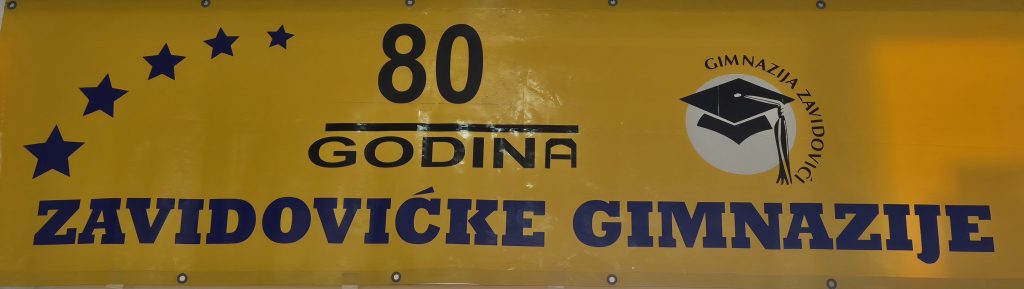 80
GODINA
GIMNAZIJA ZAVIDOVIĆI
ZAVIDOVIĆKE GIMNAZIJE